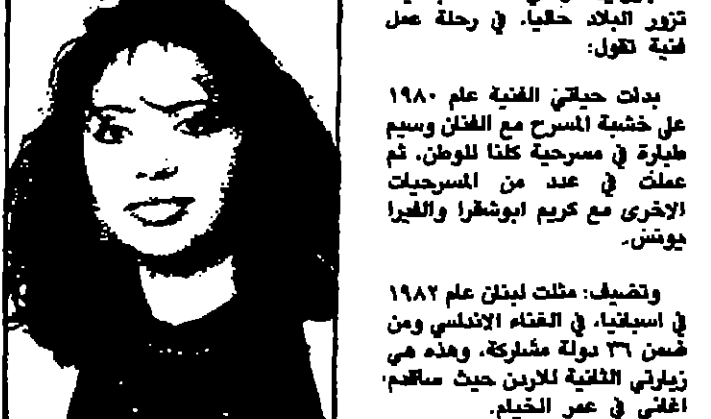 تزور البلاد حاليا. في رحلة عمل
فنية تقول:
بدات حياتي الفنية عام ١٩٨٠
على خشبة المسرح مع الفنان وسيم
طبارة في مسرحية كلنا للوطن. ثم
عملت في عدد من المسرحيات
الاخرى مع كريم ابوشقرا والفيرا
يونس.
وتضيف: مثلت لبنان عام ١٩٨٢
في اسبانيا. في الغناء الاندلسي ومن
ضمن ٣٦ دولة مشاركة، وهذه هي
زيارتي الثانية للاردن حيث ساقدم
اغاني في عمر الخيام.